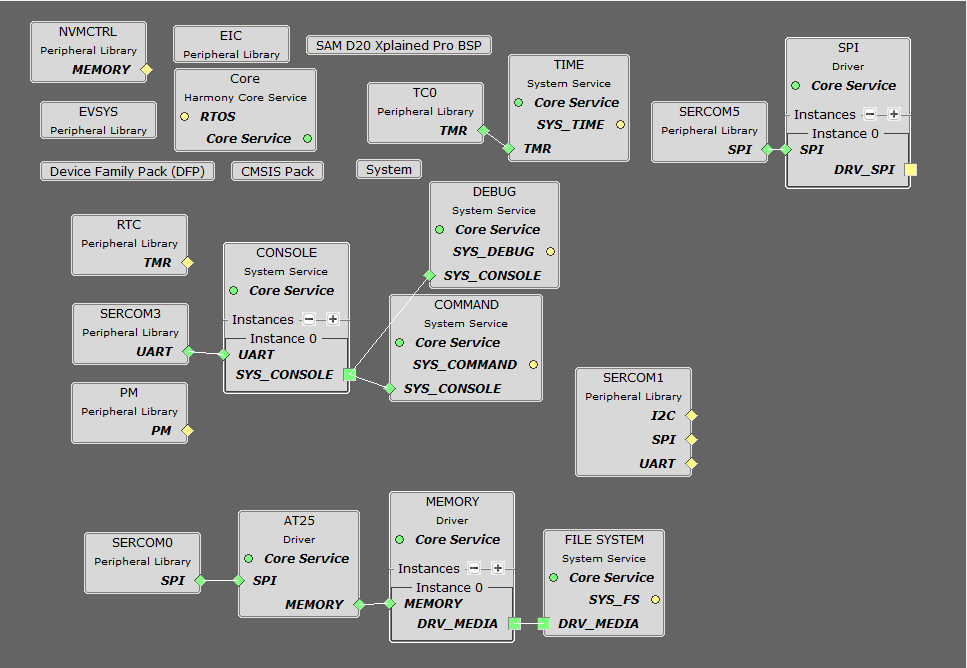 NVMCTRL
Peripheral Library
MEMORY
EIC
Peripheral Library
SAM D20 Xplained Pro BSP
EVSYS
Peripheral Library
Core
Harmony Core Service
RTOS
Core Service
TC0
Peripheral Library
TMR
TIME
System Service
Core Service
SYS_TIME
TMR
SERCOM5
Peripheral Library
SPI
SPI
Driver
Core Service
Instances
Instance 0
SPI
DRV_SPI
Device Family Pack (DFP)
CMSIS Pack
System
RTC
Peripheral Library
TMR
SERCOM3
Peripheral Library
UART
PM
Peripheral Library
PM
CONSOLE
System Service
Core Service
Instances
Instance 0
UART
SYS_CONSOLE
DEBUG
System Service
Core Service
SYS_DEBUG
SYS_CONSOLE
COMMAND
System Service
Core Service
SYS_COMMAND
SYS_CONSOLE
SERCOM1
Peripheral Library
I2C
SPI
UART
SERCOM0
Peripheral Library
SPI
AT25
Driver
Core Service
SPI
MEMORY
MEMORY
Driver
Core Service
Instances
Instance 0
MEMORY
DRV_MEDIA
FILE SYSTEM
System Service
Core Service
SYS_FS
DRV_MEDIA